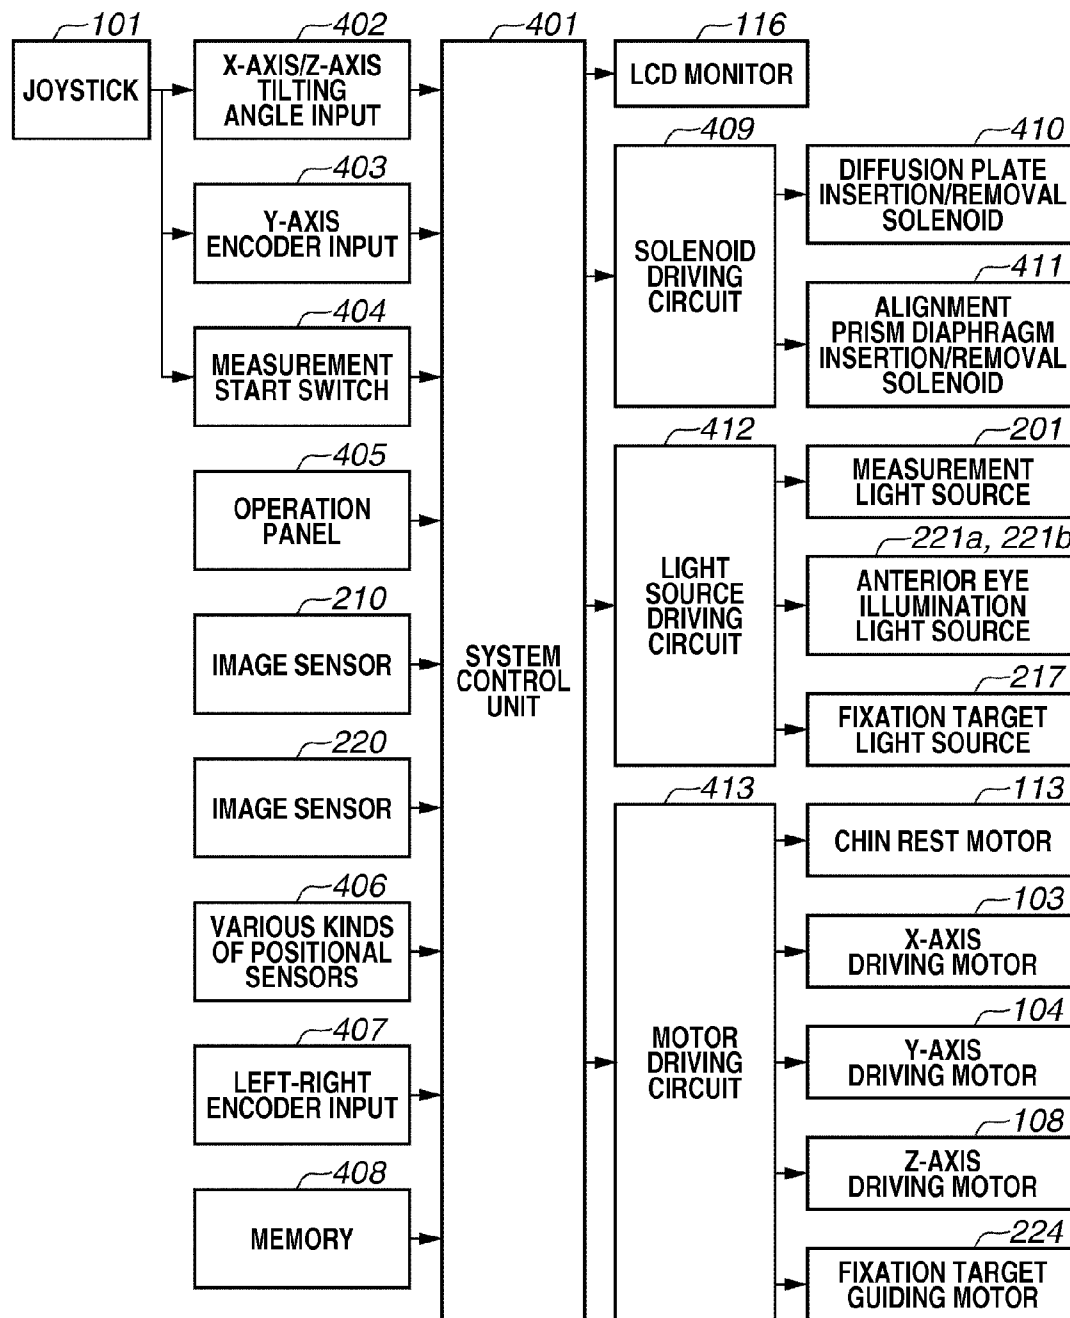 101
JOYSTICK
402
X-AXIS/Z-AXIS
TILTING
ANGLE INPUT
403
Y-AXIS
ENCODER INPUT
404
MEASUREMENT
START SWITCH
405
OPERATION
PANEL
210
IMAGE SENSOR
220
IMAGE SENSOR
406
VARIOUS KINDS
OF POSITIONAL
SENSORS
407
LEFT-RIGHT
ENCODER INPUT
408
MEMORY
401
SYSTEM
CONTROL
UNIT
116
LCD MONITOR
409
SOLENOID
DRIVING
CIRCUIT
410
DIFFUSION PLATE
INSERTION/REMOVAL
SOLENOID
411
ALIGNMENT
PRISM DIAPHRAGM
INSERTION/REMOVAL
SOLENOID
412
LIGHT
SOURCE
DRIVING
CIRCUIT
201
MEASUREMENT
LIGHT SOURCE
221a, 221b
ANTERIOR EYE
ILLUMINATION
LIGHT SOURCE
217
FIXATION TARGET
LIGHT SOURCE
413
MOTOR
DRIVING
CIRCUIT
113
CHIN REST MOTOR
103
X-AXIS
DRIVING MOTOR
104
Y-AXIS
DRIVING MOTOR
108
Z-AXIS
DRIVING MOTOR
224
FIXATION TARGET
GUIDING MOTOR